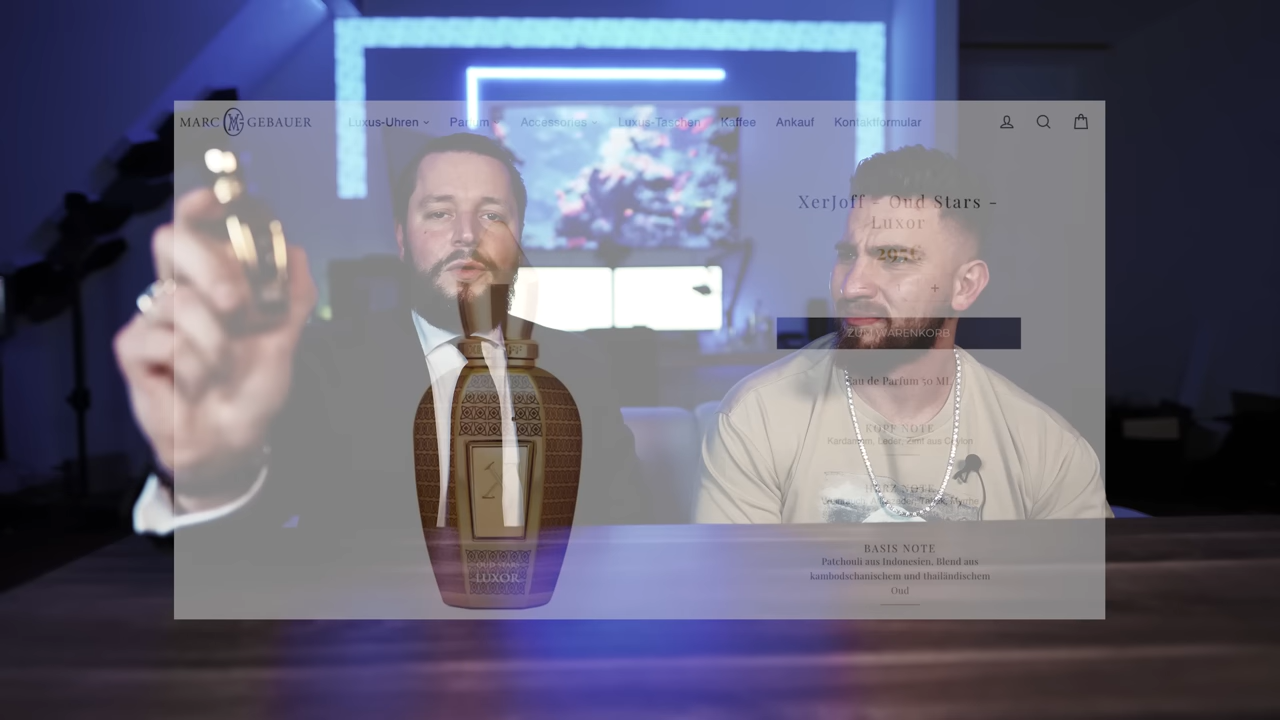 MARC GEBAUER
Luxus-Uhren
Parfum
Accessoires
Luxus-Taschen
Kaffee
Ankauf
Kontaktformular
XerJoff - Oud Stars -
Luxor
ZUM WARENKORB
Eau de Parfum 50 ML
KOPF NOTE
Kardamom, Leder, Zimt aus Ceylon
HERZ NOTE
BASIS NOTE
Patchouli aus Indonesien, Blend aus
kambodschanischem und thailändischem
Oud
OUD STARS
LUXOR